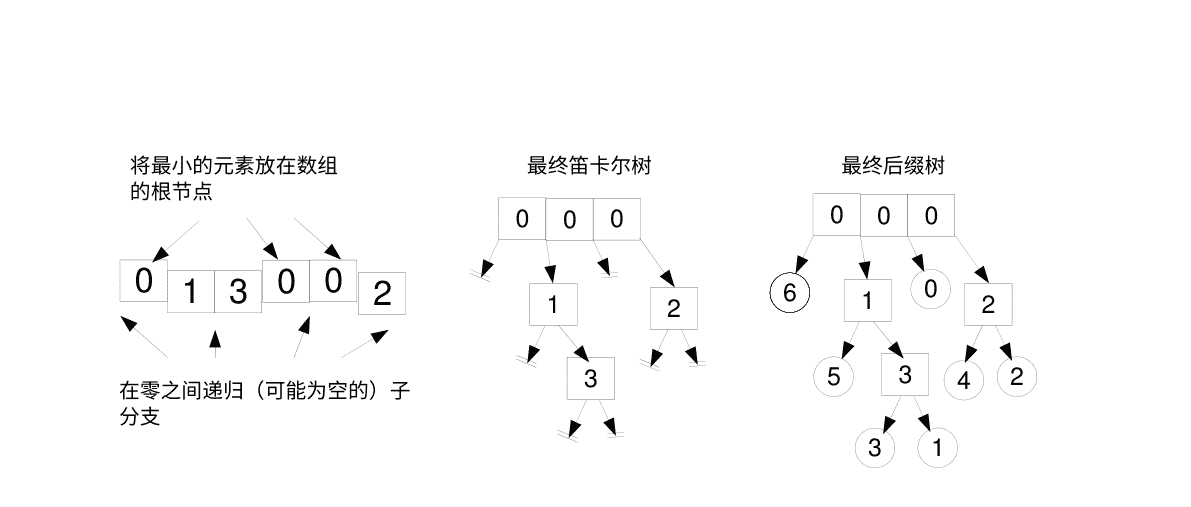 将最小的元素放在数组
的根节点
0 1 3 0 0 2
在零之间递归（可能为空的）子
分支
最终笛卡尔树
0 0 0
1 2
3
最终后缀树
0 0 0
6 1 0 2
5 3 4 2
3 1